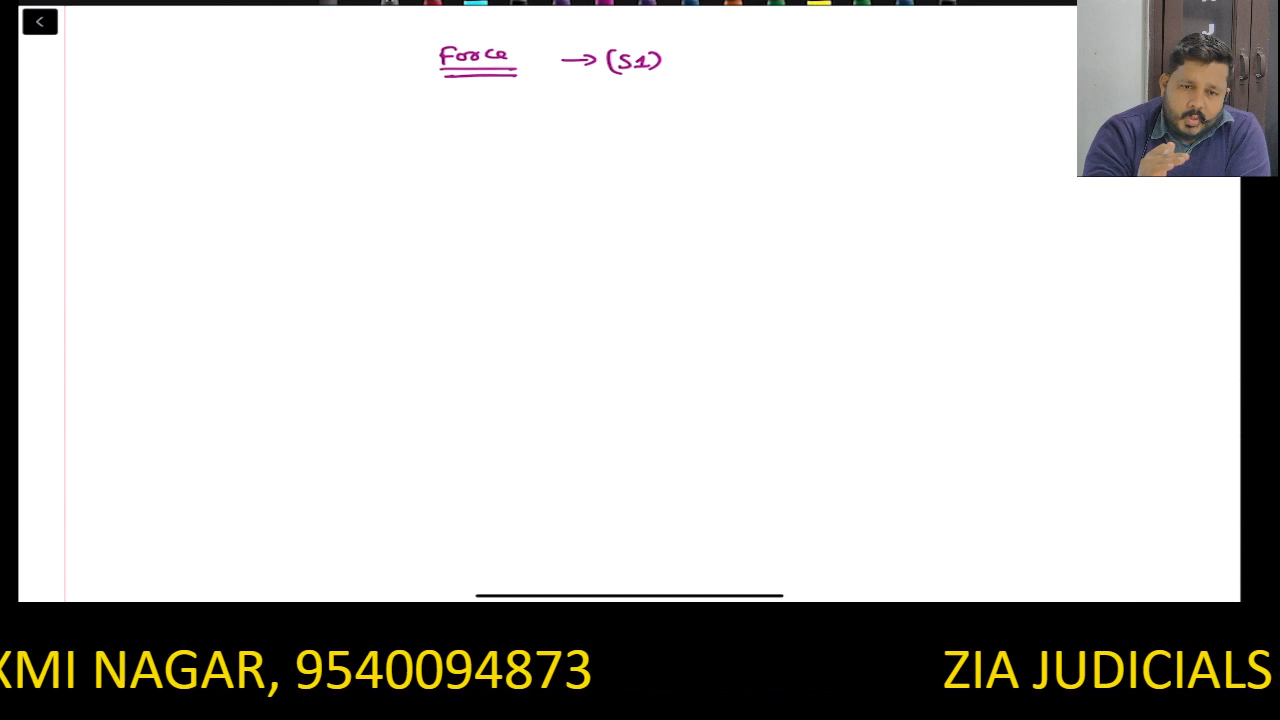 Force → (S1)
XMI NAGAR, 9540094873 ZIA JUDICIALS